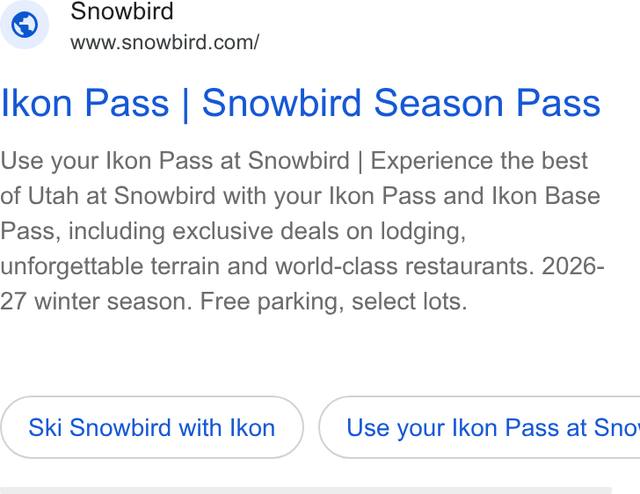 Snowbird
www.snowbird.com/
Ikon Pass | Snowbird Season Pass
Use your Ikon Pass at Snowbird | Experience the best
of Utah at Snowbird with your Ikon Pass and Ikon Base
Pass, including exclusive deals on lodging,
unforgettable terrain and world-class restaurants. 2026-
27 winter season. Free parking, select lots.
Ski Snowbird with Ikon
Use your Ikon Pass at